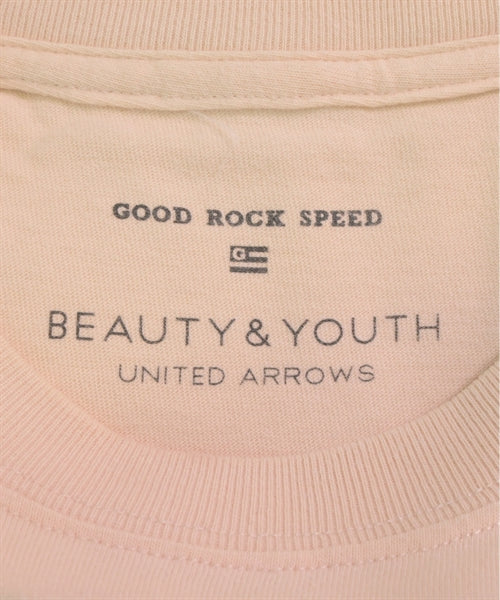 GOOD ROCK SPEED
G
BEAUTY & YOUTH
UNITED ARROWS